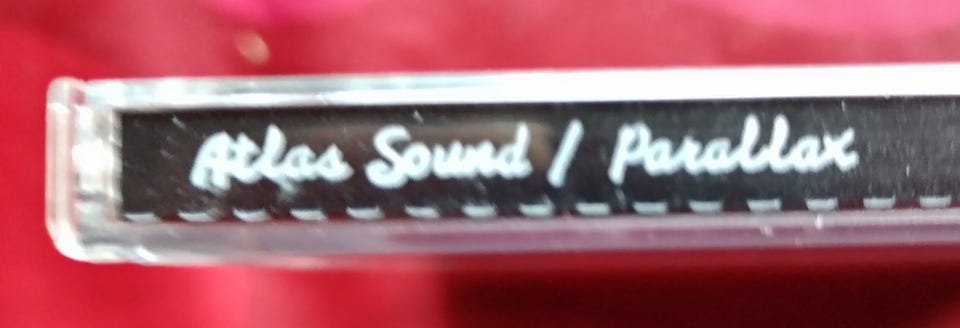 Atlas Sound / Parallax